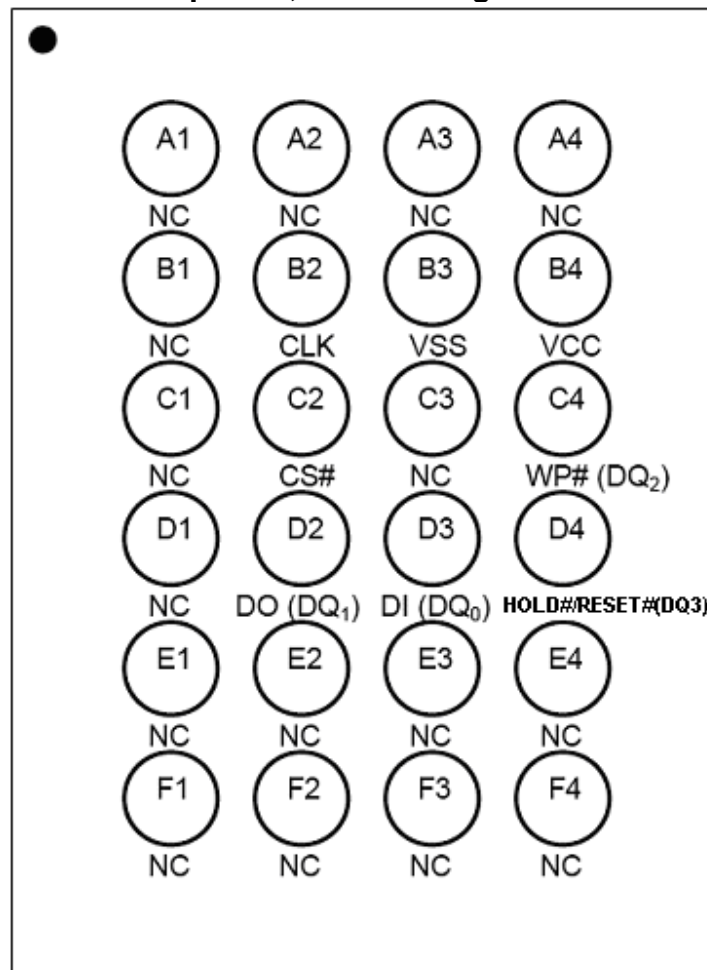 A1 A2 A3 A4
NC NC NC NC
B1 B2 B3 B4
NC CLK VSS VCC
C1 C2 C3 C4
NC CS# NC WP# (DQ₂)
D1 D2 D3 D4
NC DO (DQ₁) DI (DQ₀) HOLD#/RESET#(DQ3)
E1 E2 E3 E4
NC NC NC NC
F1 F2 F3 F4
NC NC NC NC